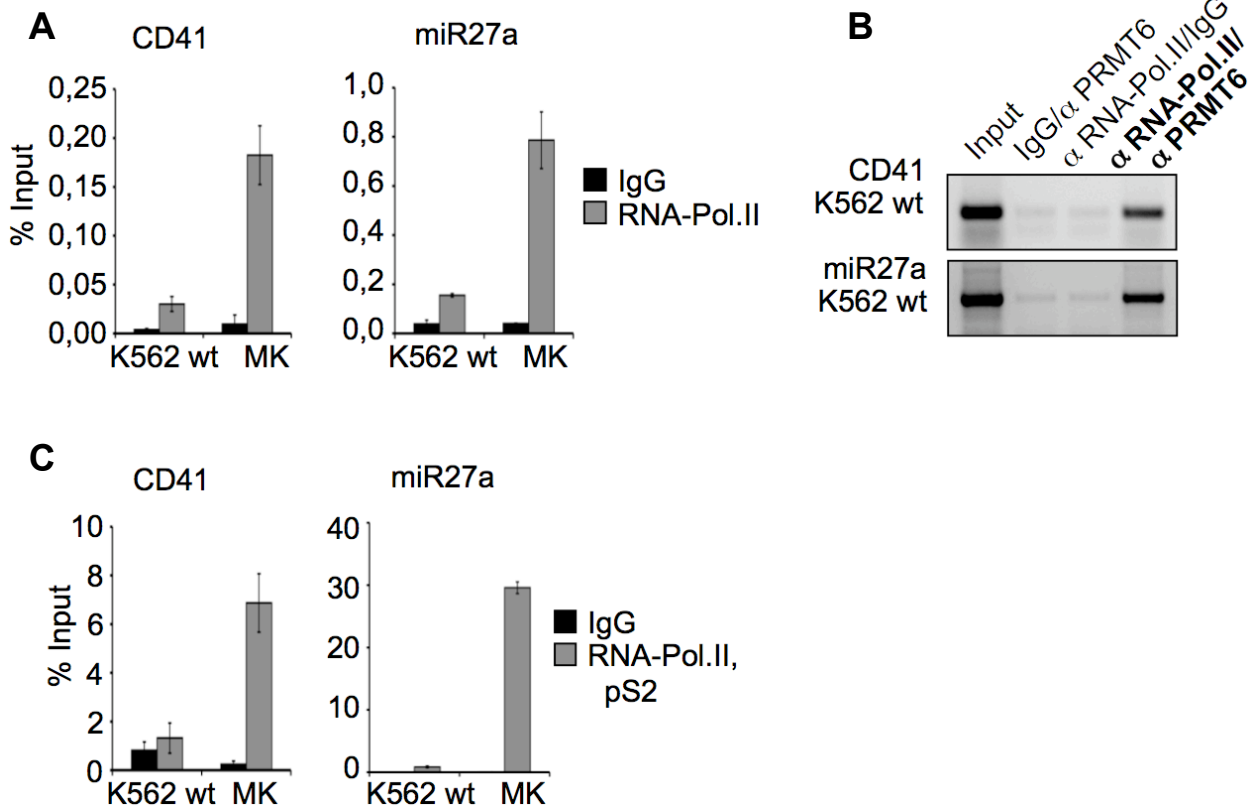 A
CD41
% Input
0,25
0,20
0,15
0,10
0,05
0,00
K562 wt
MK
miR27a
1,0
0,8
0,6
0,4
0,2
0,0
K562 wt
MK
IgG
RNA-Pol.II
B
Input
IgG/α PRMT6
α RNA-Pol.II/IgG
α RNA-Pol.II/
α PRMT6
CD41
K562 wt
miR27a
K562 wt
C
CD41
% Input
10
8
6
4
2
0
K562 wt
MK
miR27a
40
30
20
10
0
K562 wt
MK
IgG
RNA-Pol.II,
pS2